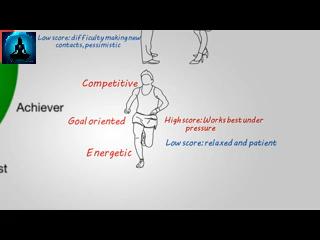 Low score: difficulty making new
contacts, pessimistic
Competitive
Achiever
Goal oriented
High score: Works best under
pressure
Low score: relaxed and patient
Energetic
st